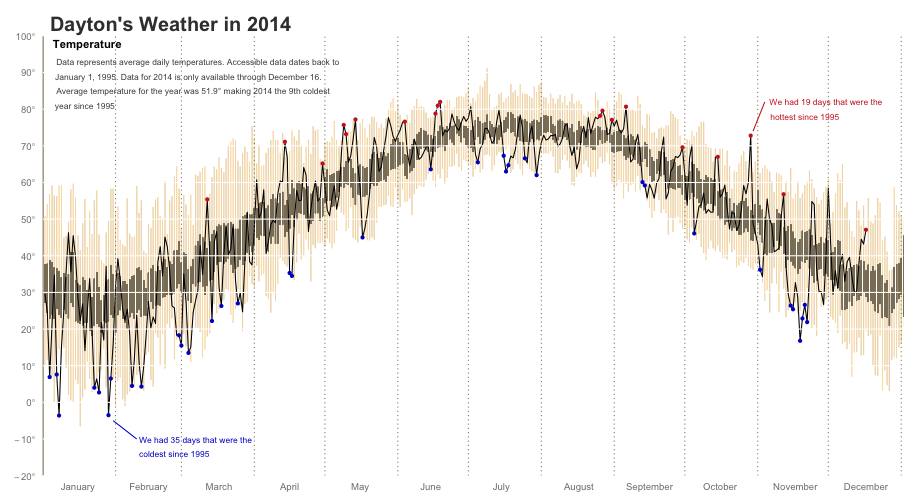 Dayton's Weather in 2014
100°
Temperature
Data represents average daily temperatures. Accessible data dates back to
January 1, 1995. Data for 2014 is only available through December 16.
Average temperature for the year was 51.9° making 2014 the 9th coldest
year since 1995
90°
80°
70°
60°
50°
40°
30°
20°
10°
0°
−10°
−20°
We had 19 days that were the
hottest since 1995
We had 35 days that were the
coldest since 1995
January February March April May June July August September October November December